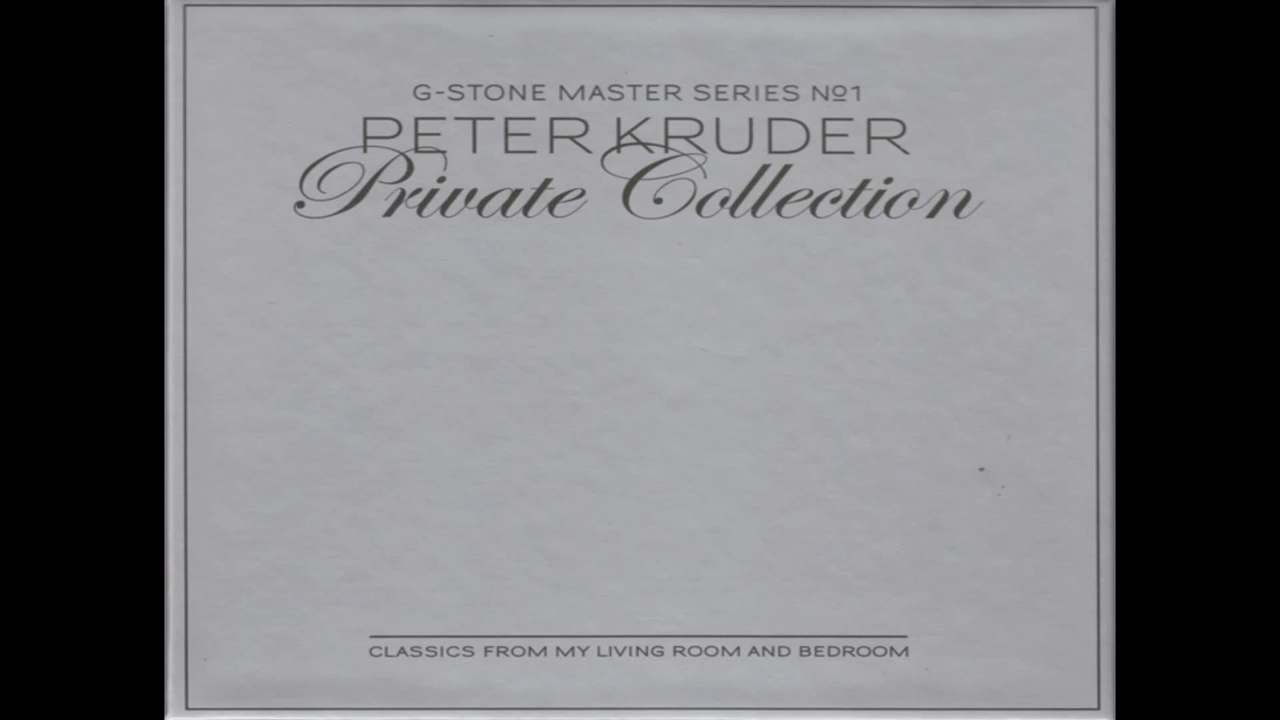 G-STONE MASTER SERIES Nº1
PETER KRUDER
Private Collection
CLASSICS FROM MY LIVING ROOM AND BEDROOM